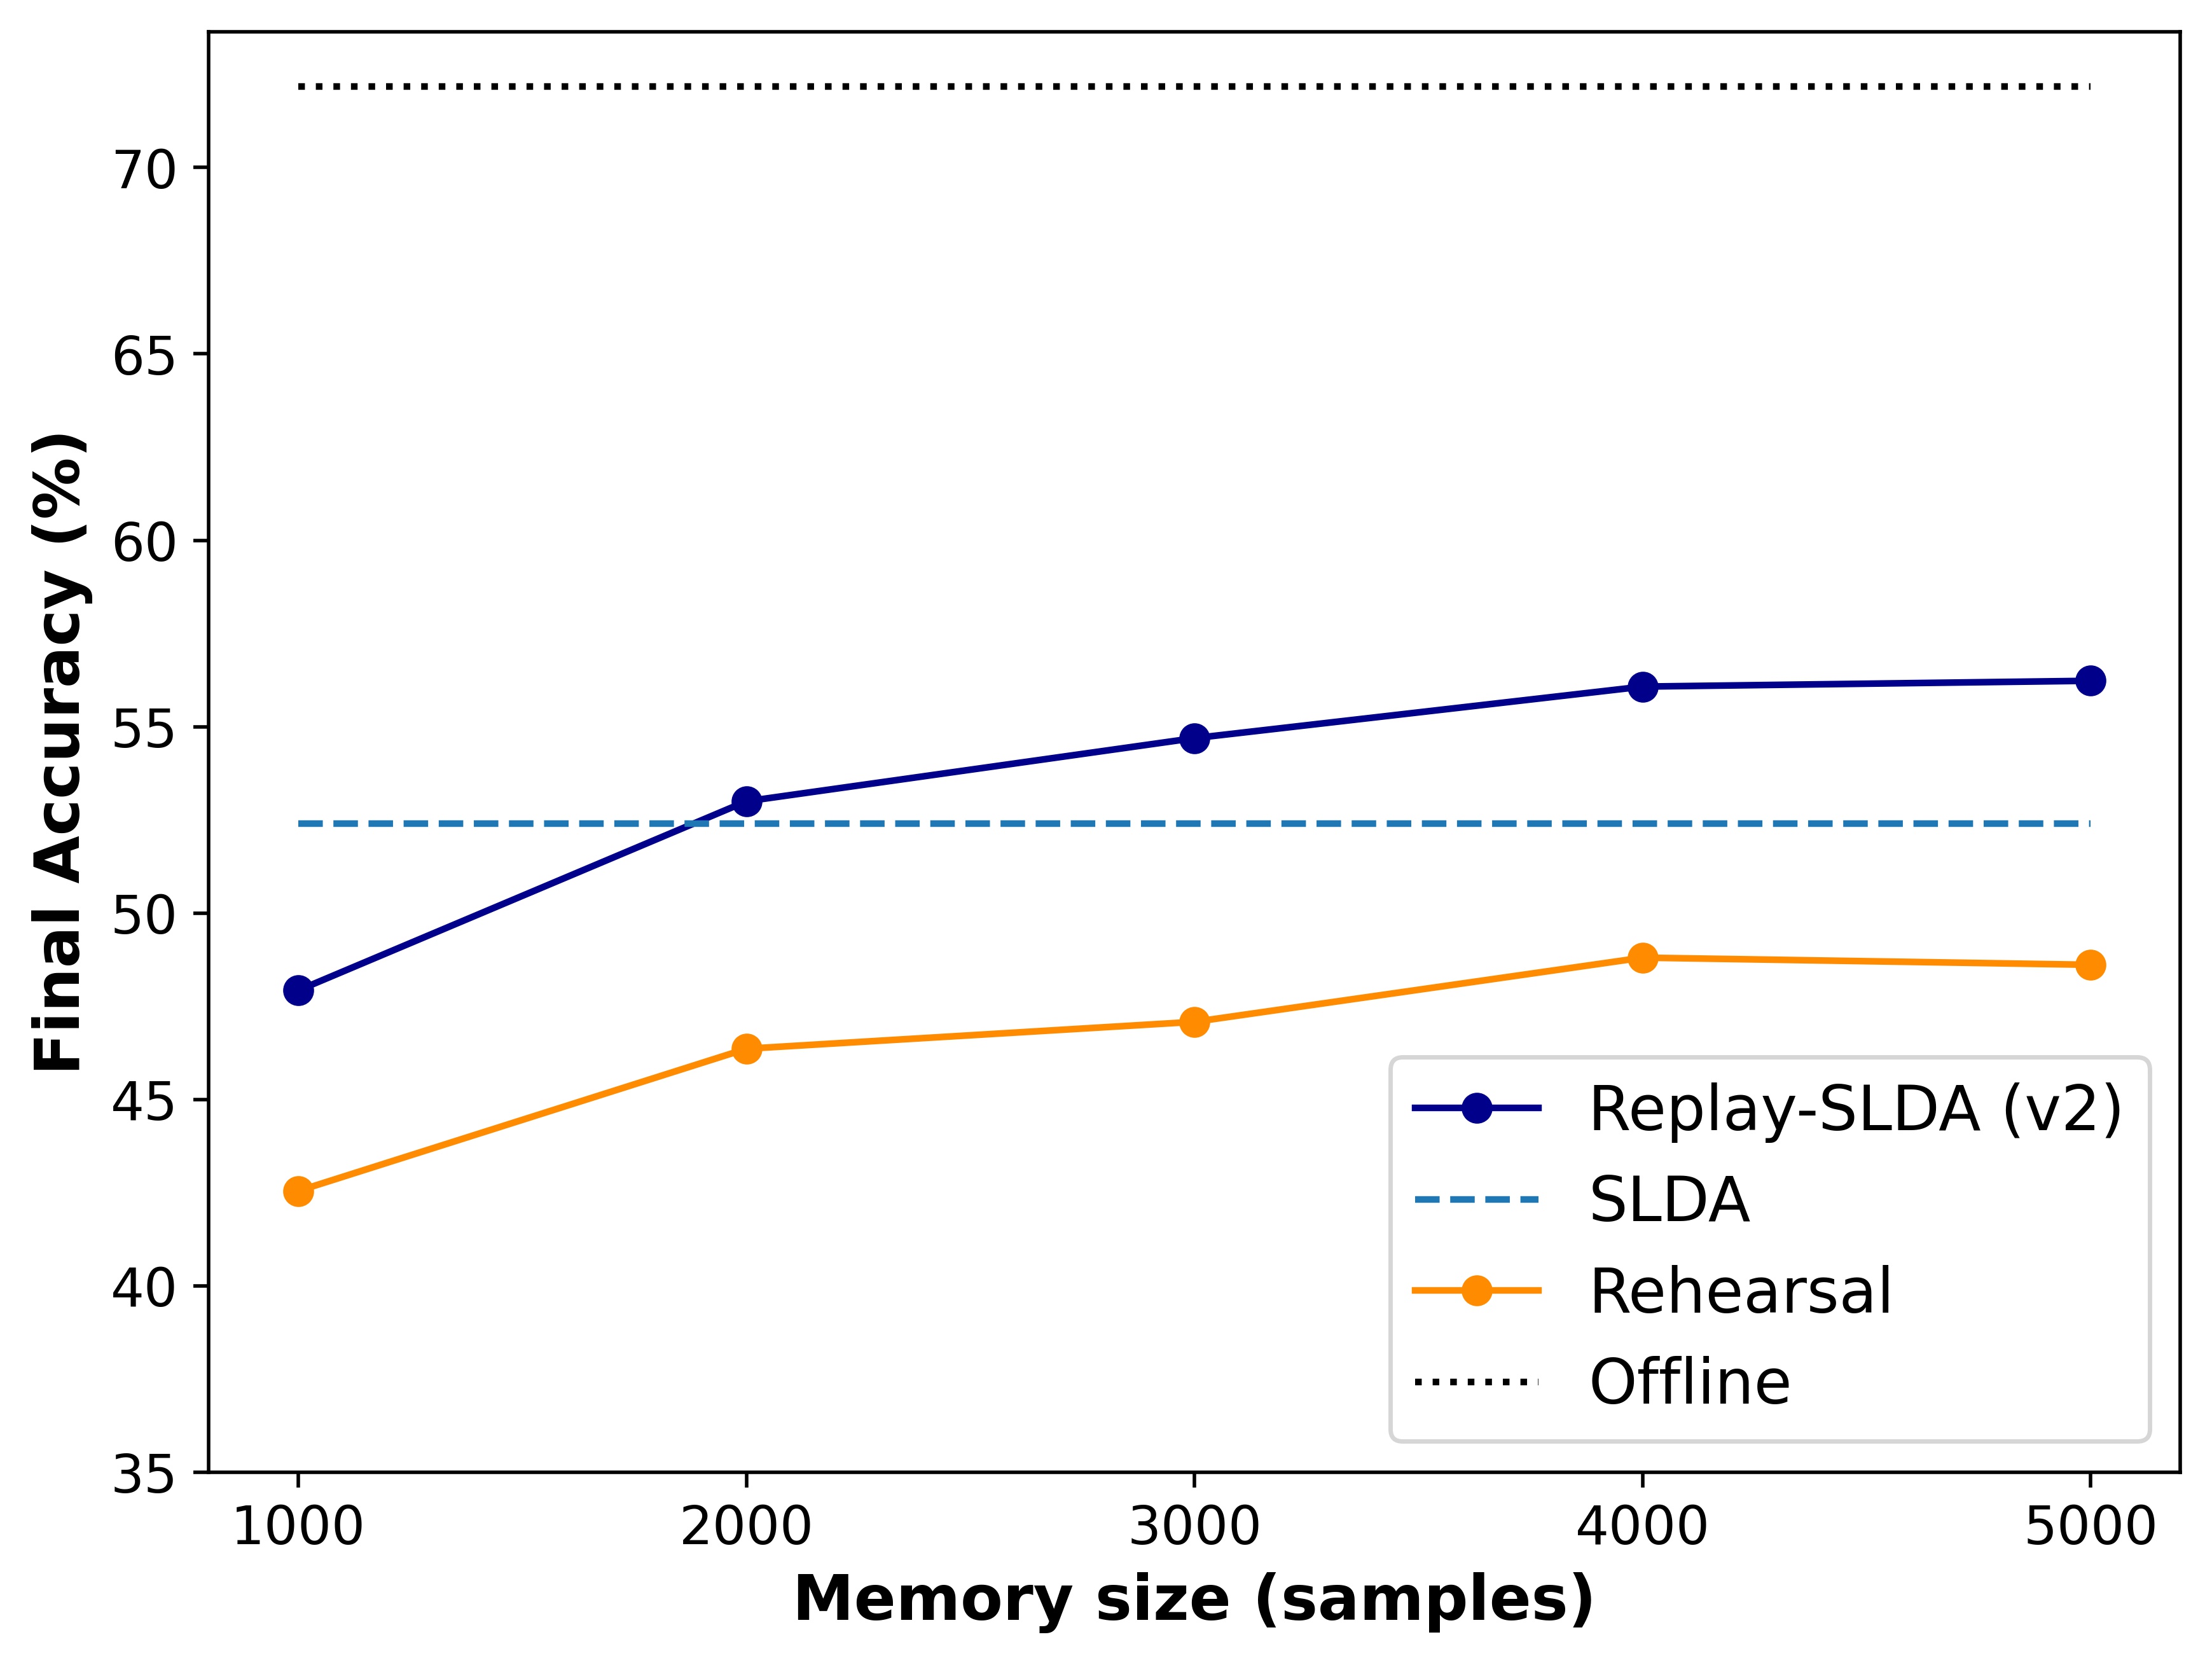 70
65
60
55
50
45
40
35
Final Accuracy (%)
Replay-SLDA (v2)
SLDA
Rehearsal
Offline
1000 2000 3000 4000 5000
Memory size (samples)